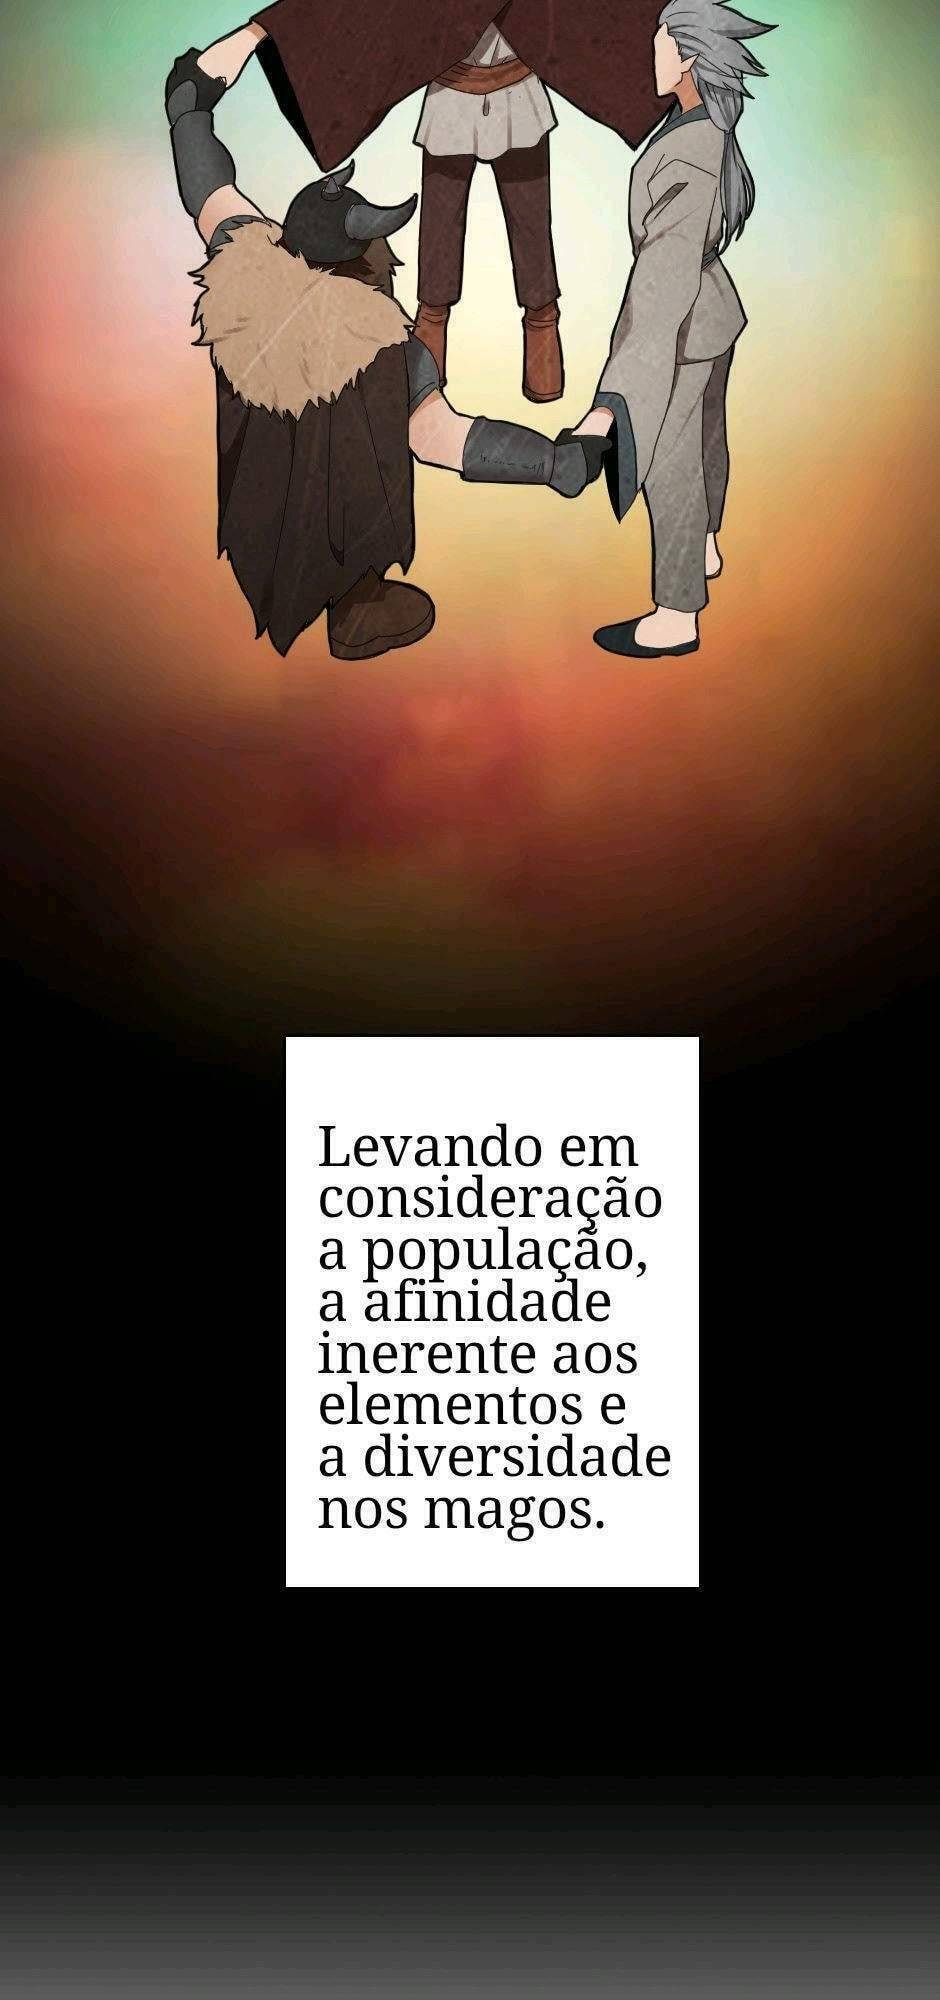 Levando em
consideração
a população,
a afinidade
inerente aos
elementos e
a diversidade
nos magos.